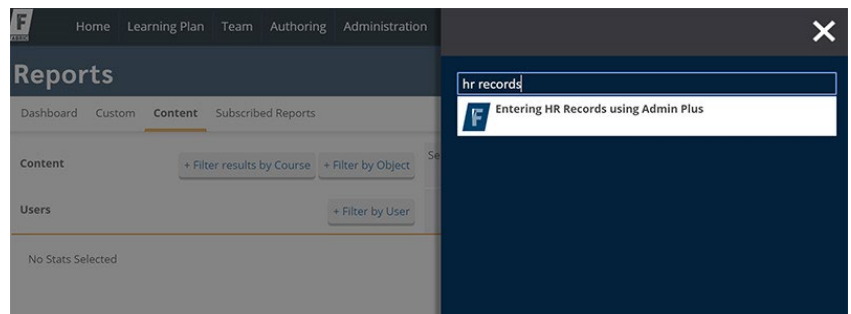 F
Home Learning Plan Team Authoring Administration
Reports
Dashboard Custom Content Subscribed Reports
Content + Filter results by Course + Filter by Object Se
Users + Filter by User
No Stats Selected
hr records
F Entering HR Records using Admin Plus